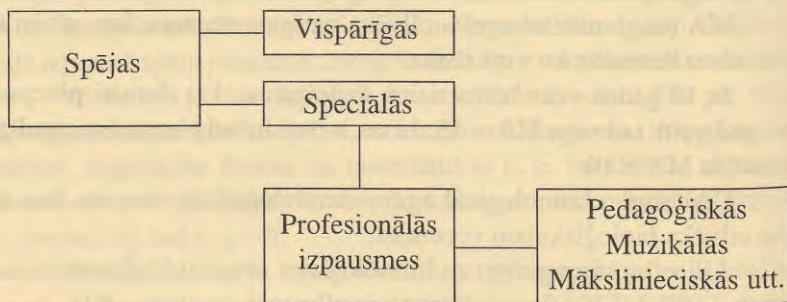 Spējas
Vispārīgās
Speciālās
Profesionālās
izpausmes
Pedagoģiskās
Muzikālās
Mākslinieciskās utt.